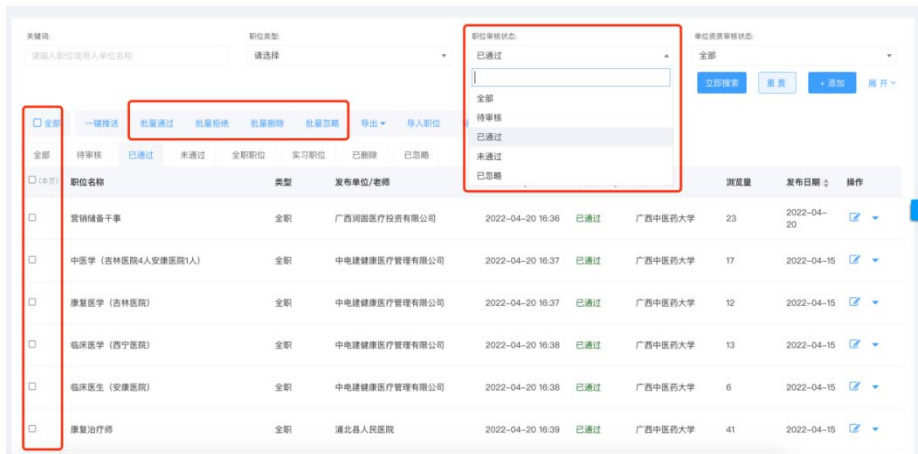 关键词: 职位类型: 职位审核状态: 单位资质审核状态:
请输入职位或用人单位名称 请选择 已通过 全部
立即搜索 重置 + 添加 展开
全部
待审核
已通过
未通过
已忽略
全部 一键推送 批量通过 批量拒绝 批量删除 批量忽略 导出 导入职位
全部 待审核 已通过 未通过 全职职位 实习职位 已删除 已忽略
(本页) 职位名称 类型 发布单位/老师 浏览量 发布日期 操作
营销储备干事 全职 广西润囿医疗投资有限公司 2022-04-20 16:36 已通过 广西中医药大学 23 2022-04-20
中医学（吉林医院4人安康医院1人） 全职 中电建健康医疗管理有限公司 2022-04-20 16:37 已通过 广西中医药大学 17 2022-04-15
康复医学（吉林医院） 全职 中电建健康医疗管理有限公司 2022-04-20 16:37 已通过 广西中医药大学 12 2022-04-15
临床医学（西宁医院） 全职 中电建健康医疗管理有限公司 2022-04-20 16:38 已通过 广西中医药大学 13 2022-04-15
临床医生（安康医院） 全职 中电建健康医疗管理有限公司 2022-04-20 16:38 已通过 广西中医药大学 6 2022-04-15
康复治疗师 全职 浦北县人民医院 2022-04-20 16:39 已通过 广西中医药大学 41 2022-04-15